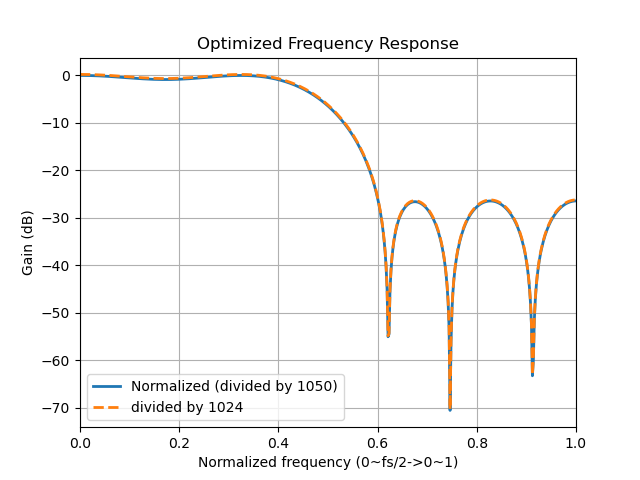 Optimized Frequency Response
Gain (dB)
0
−10
−20
−30
−40
−50
−60
−70
Normalized (divided by 1050)
divided by 1024
0.0 0.2 0.4 0.6 0.8 1.0
Normalized frequency (0~fs/2->0~1)